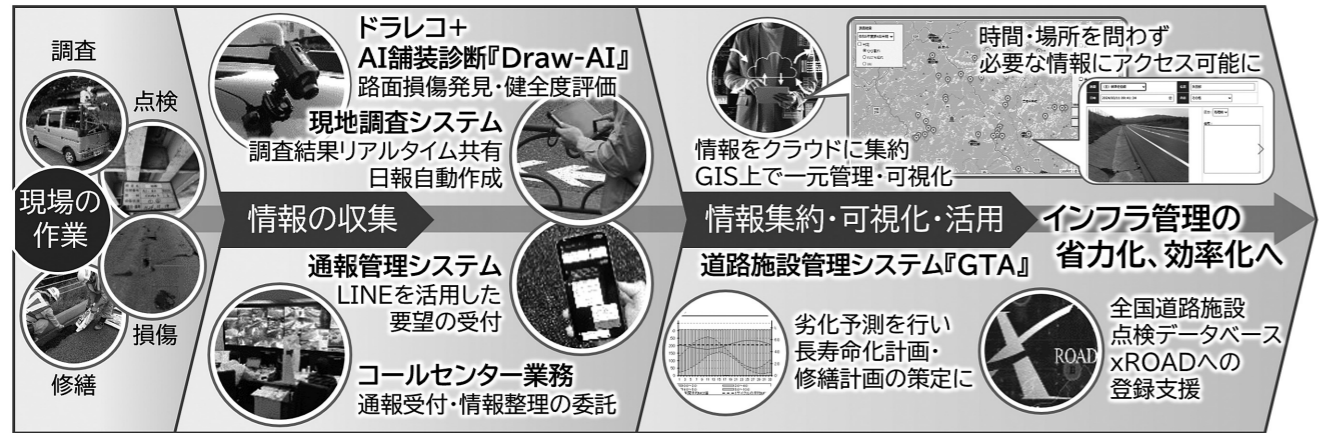 調査
点検
現場の
作業
損傷
修繕
ドラレコ+
AI舗装診断『Draw-AI』
路面損傷発見・健全度評価
現地調査システム
調査結果リアルタイム共有
日報自動作成
情報の収集
通報管理システム
LINEを活用した
要望の受付
コールセンター業務
通報受付・情報整理の委託
時間・場所を問わず
必要な情報にアクセス可能に
情報をクラウドに集約
GIS上で一元管理・可視化
情報集約・可視化・活用
インフラ管理の
省力化、効率化へ
道路施設管理システム『GTA』
劣化予測を行い
長寿命化計画・
修繕計画の策定に
ROAD
全国道路施設
点検データベース
xROADへの
登録支援